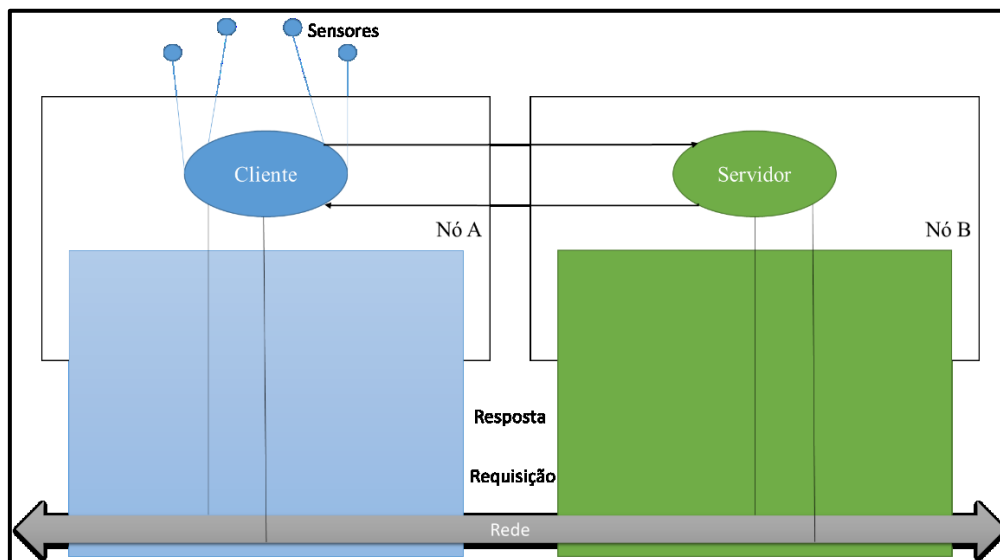 Sensores
Cliente
Servidor
Nó A
Nó B
Resposta
Requisição
Rede